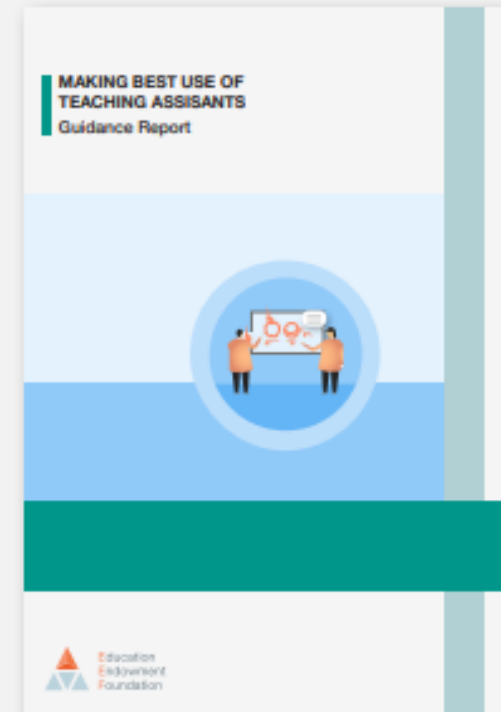 MAKING BEST USE OF
TEACHING ASSISANTS
Guidance Report
Education
Endowment
Foundation